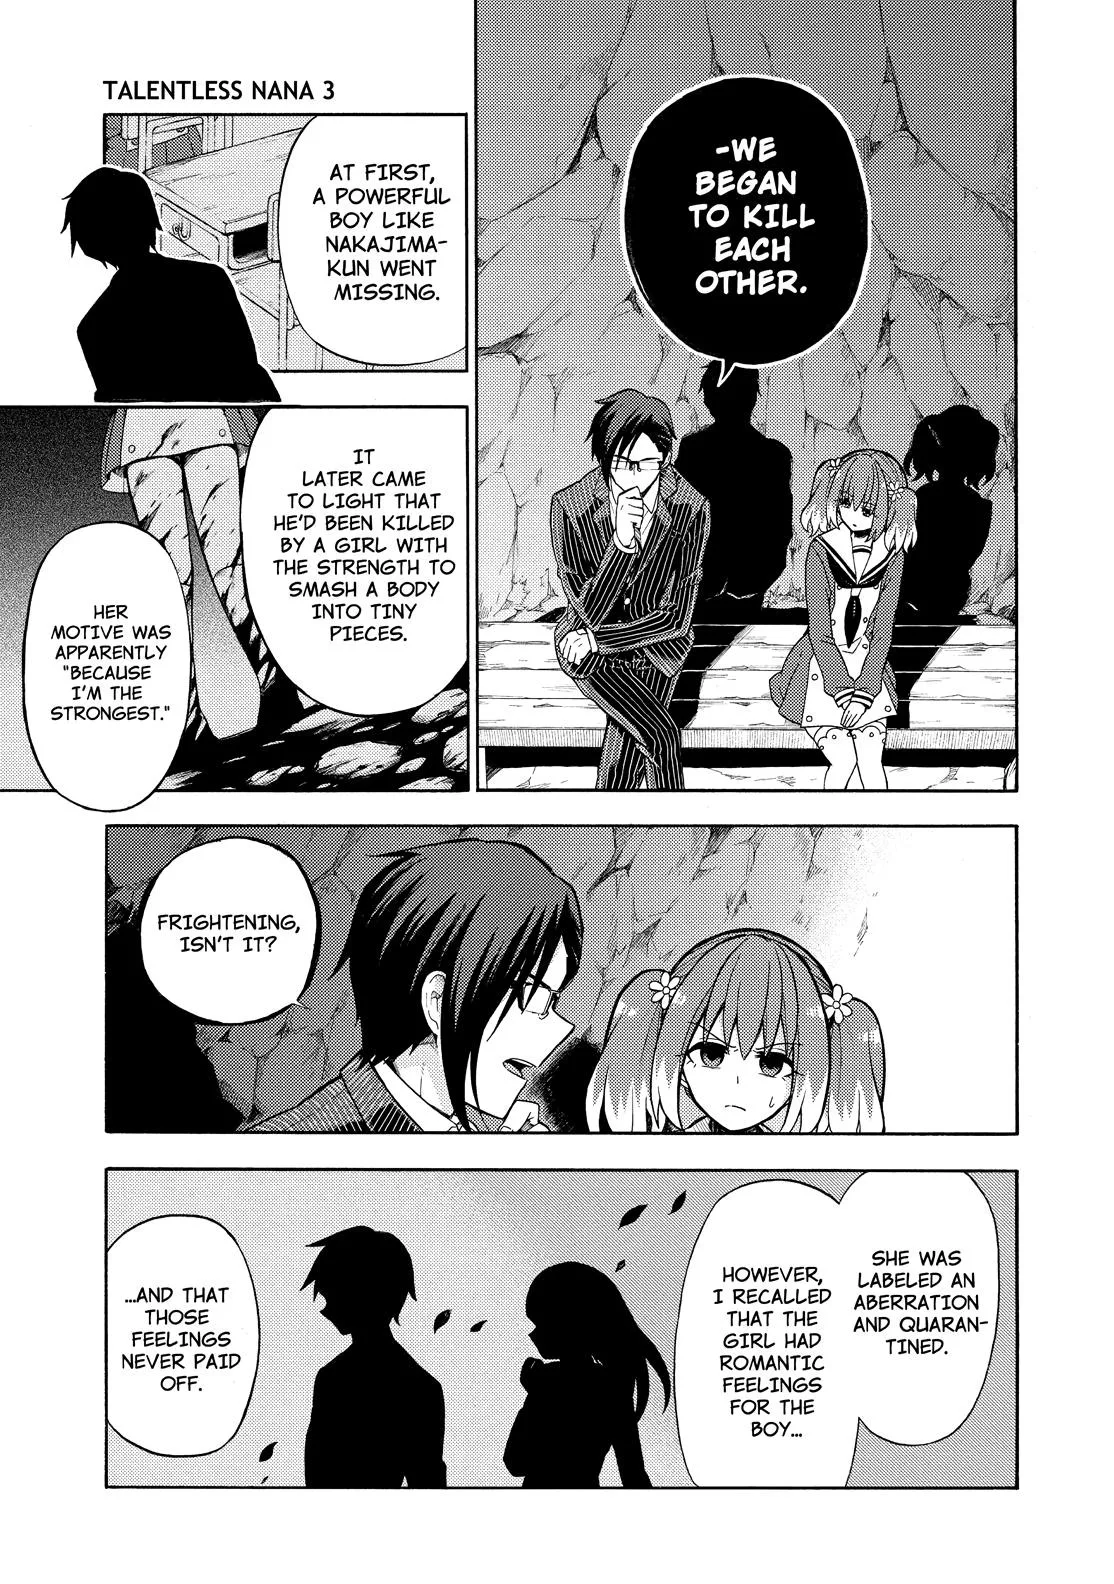 TALENTLESS NANA 3
-WE
BEGAN
TO KILL
EACH
OTHER.
AT FIRST,
A POWERFUL
BOY LIKE
NAKAJIMA-
KUN WENT
MISSING.
IT
LATER CAME
TO LIGHT THAT
HE'D BEEN KILLED
BY A GIRL WITH
THE STRENGTH TO
SMASH A BODY
INTO TINY
PIECES.
HER
MOTIVE WAS
APPARENTLY
"BECAUSE
I'M THE
STRONGEST."
FRIGHTENING,
ISN'T IT?
SHE WAS
LABELED AN
ABERRATION
AND QUARAN-
TINED.
HOWEVER,
I RECALLED
THAT THE
GIRL HAD
ROMANTIC
FEELINGS
FOR THE
BOY...
...AND THAT
THOSE
FEELINGS
NEVER PAID
OFF.